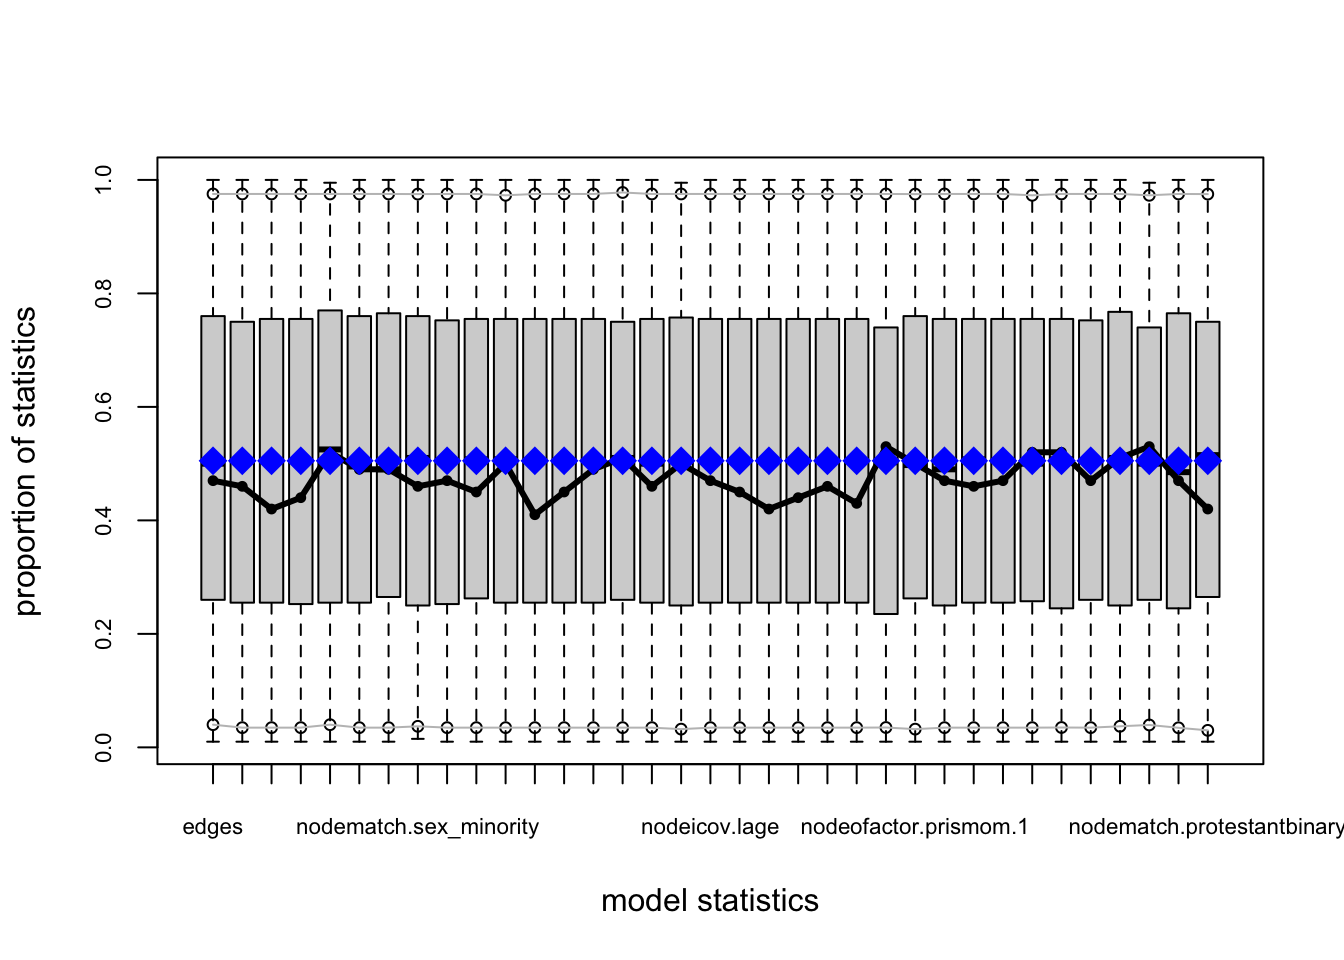 proportion of statistics
1.0
0.8
0.6
0.4
0.2
0.0
edges nodematch.sex_minority nodeicov.lage nodeofactor.prismom.1 nodematch.protestantbinary
model statistics